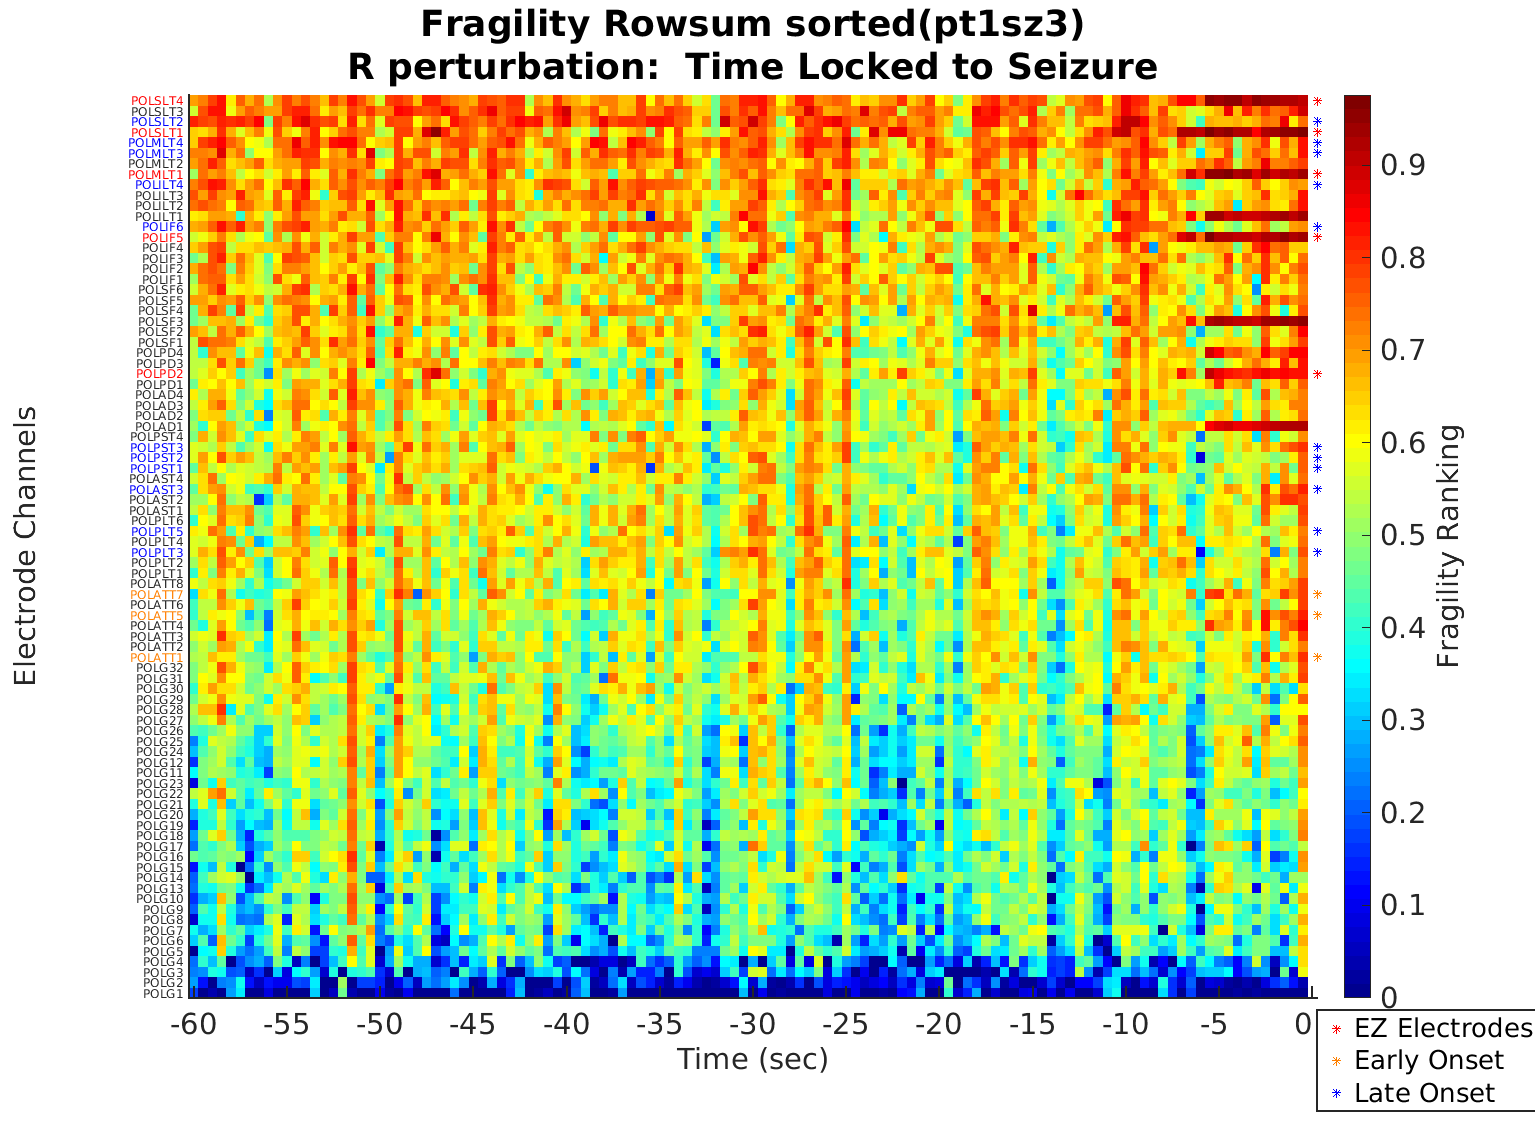 Fragility Rowsum sorted(pt1sz3)
R perturbation: Time Locked to Seizure
Electrode Channels
POLSLT4
POLSLT3
POLSLT2
POLSLT1
POLMLT4
POLMLT3
POLMLT2
POLMLT1
POLILT4
POLILT3
POLILT2
POLILT1
POLIF6
POLIF5
POLIF4
POLIF3
POLIF2
POLIF1
POLSF6
POLSF5
POLSF4
POLSF3
POLSF2
POLSF1
POLPD4
POLPD3
POLPD2
POLPD1
POLAD4
POLAD3
POLAD2
POLAD1
POLPST4
POLPST3
POLPST2
POLPST1
POLAST4
POLAST3
POLAST2
POLAST1
POLPLT6
POLPLT5
POLPLT4
POLPLT3
POLPLT2
POLPLT1
POLATT8
POLATT7
POLATT6
POLATT5
POLATT4
POLATT3
POLATT2
POLATT1
POLG32
POLG31
POLG30
POLG29
POLG28
POLG27
POLG26
POLG25
POLG24
POLG12
POLG11
POLG23
POLG22
POLG21
POLG20
POLG19
POLG18
POLG17
POLG16
POLG15
POLG14
POLG13
POLG10
POLG9
POLG8
POLG7
POLG6
POLG5
POLG4
POLG3
POLG2
POLG1
-60 -55 -50 -45 -40 -35 -30 -25 -20 -15 -10 -5 0
Time (sec)
0.9
0.8
0.7
0.6
0.5
0.4
0.3
0.2
0.1
0
Fragility Ranking
EZ Electrodes
Early Onset
Late Onset